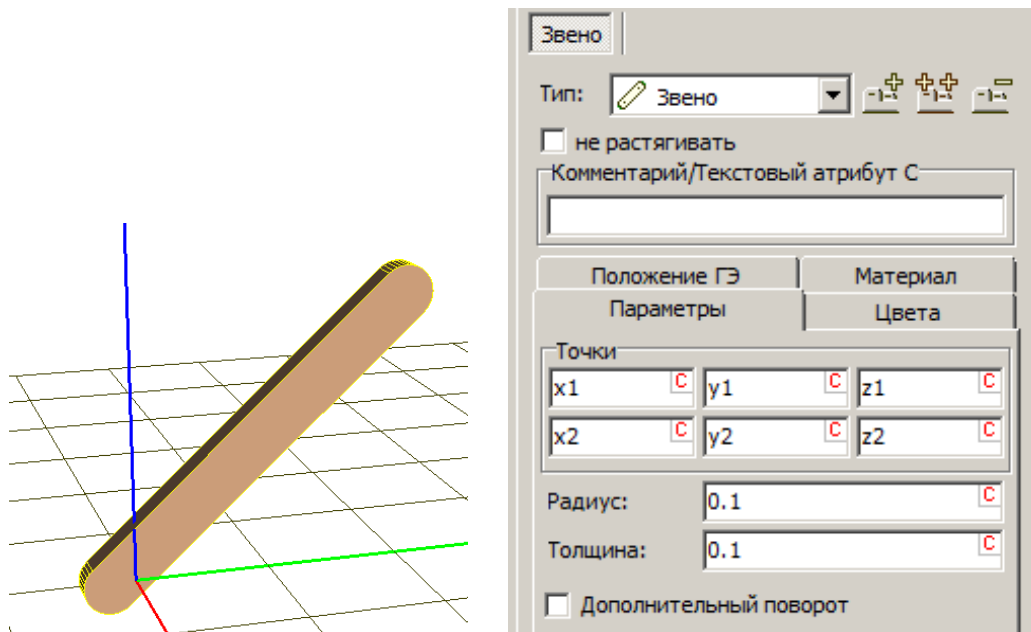 Звено
Тип: Звено
не растягивать
Комментарий/Текстовый атрибут C
Положение ГЭ Материал
Параметры Цвета
Точки
x1 C y1 C z1 C
x2 C y2 C z2 C
Радиус: 0.1 C
Толщина: 0.1 C
Дополнительный поворот